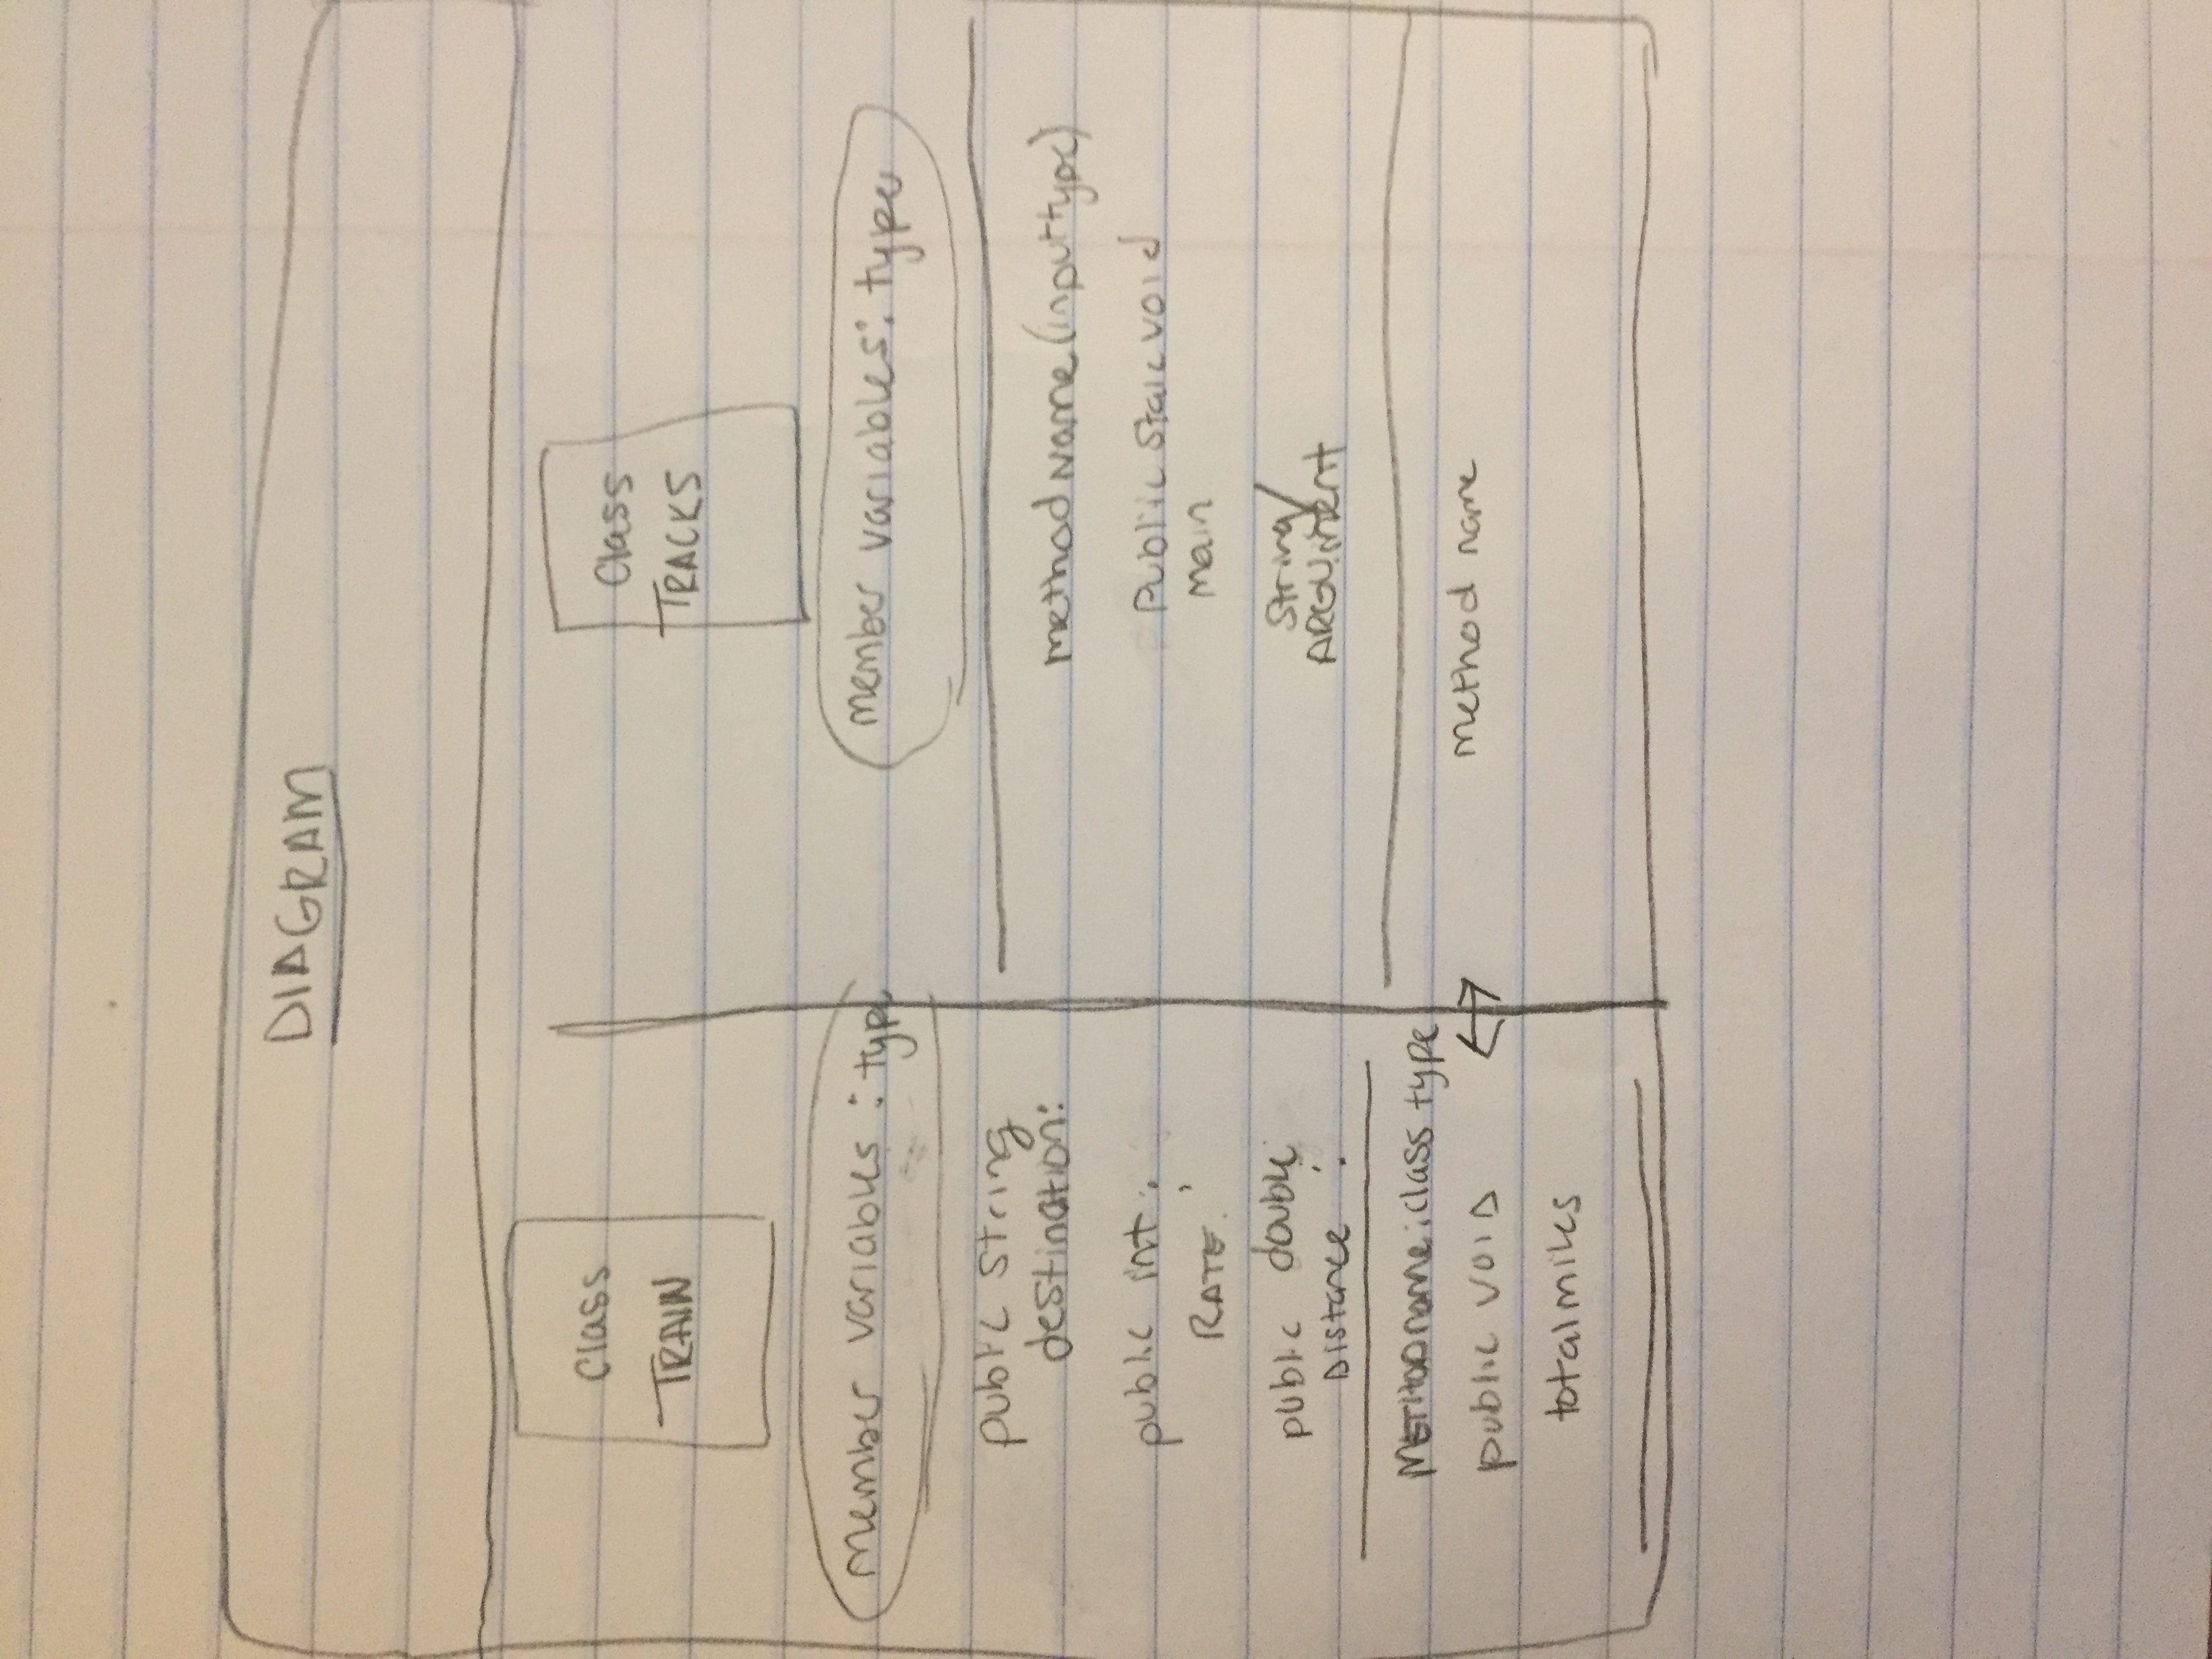 DIAGRAM
Class
TRAIN
member variables : type
public string
destination:
public int :
RATE :
public double
Distance :
METHODname : class type
public VOID
totalmiles
Class
TRACKS
member variables: type
method Name (input type)
Public Staic void
main
String/
ARGUment
method name